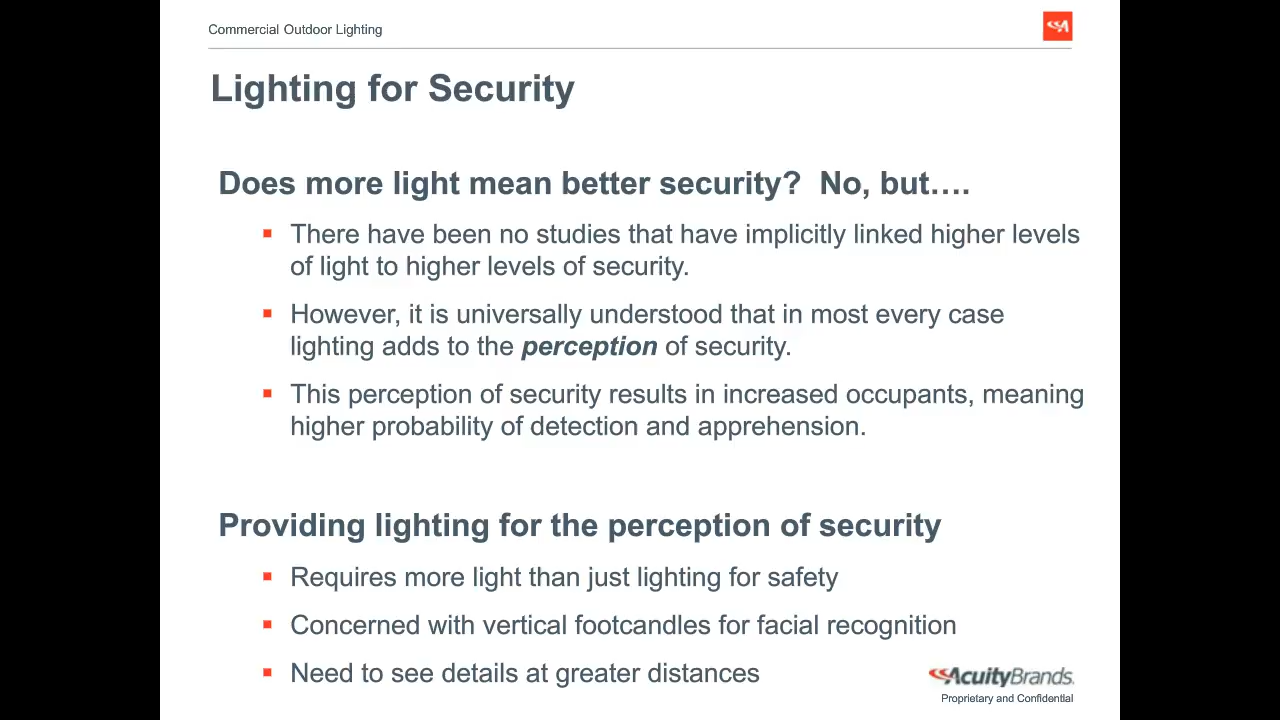 Commercial Outdoor Lighting
Lighting for Security
Does more light mean better security?  No, but….
There have been no studies that have implicitly linked higher levels
of light to higher levels of security.
However, it is universally understood that in most every case
lighting adds to the perception of security.
This perception of security results in increased occupants, meaning
higher probability of detection and apprehension.
Providing lighting for the perception of security
Requires more light than just lighting for safety
Concerned with vertical footcandles for facial recognition
Need to see details at greater distances
AcuityBrands.
Proprietary and Confidential